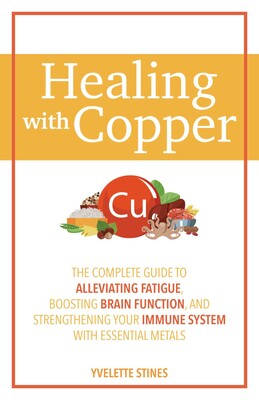 Healing
with Copper
Cu
THE COMPLETE GUIDE TO
ALLEVIATING FATIGUE,
BOOSTING BRAIN FUNCTION, AND
STRENGTHENING YOUR IMMUNE SYSTEM
WITH ESSENTIAL METALS
YVELETTE STINES